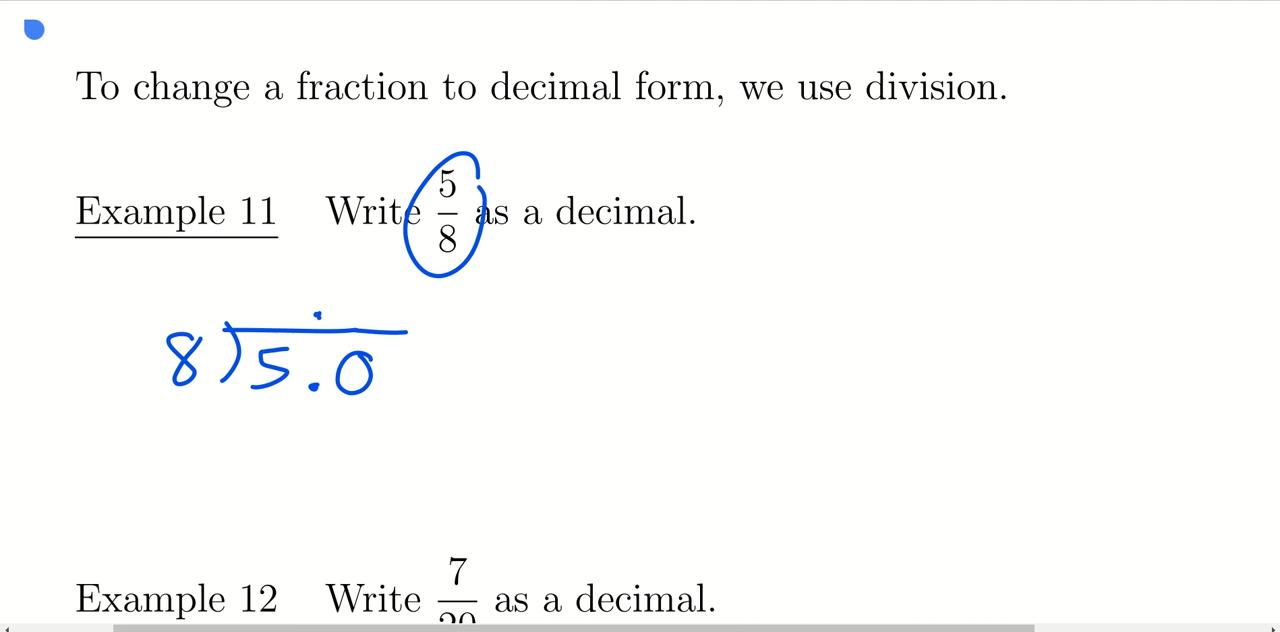 To change a fraction to decimal form, we use division.
Example 11 Write 5/8 as a decimal.
.
8)5.0
Example 12 Write 7/20 as a decimal.